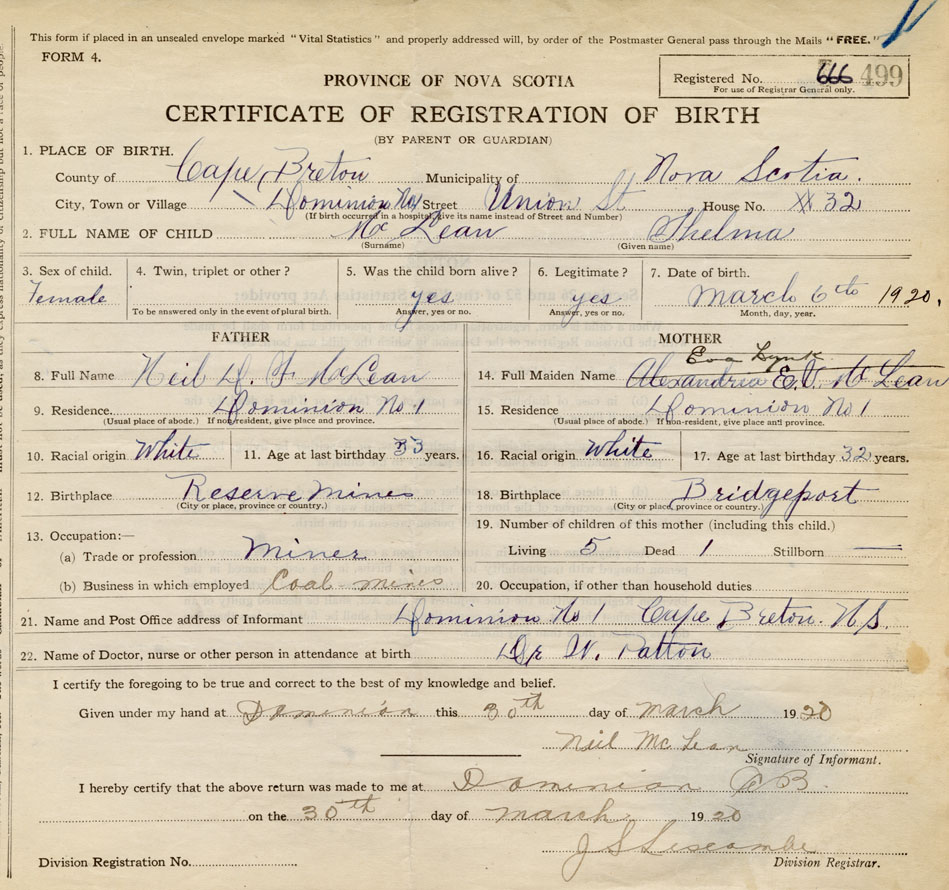 This form if placed in an unsealed envelope marked "Vital Statistics" and properly addressed will, by order of the Postmaster General pass through the Mails "FREE."
FORM 4.
PROVINCE OF NOVA SCOTIA
Registered No. 666 499
For use of Registrar General only.
CERTIFICATE OF REGISTRATION OF BIRTH
(BY PARENT OR GUARDIAN)
1. PLACE OF BIRTH.
County of Cape Breton Municipality of Nova Scotia.
City, Town or Village Dominion No 1 Street Union St House No. 32
(If birth occurred in a hospital, give its name instead of Street and Number)
2. FULL NAME OF CHILD Mc Lean Thelma
(Surname) (Given name)
3. Sex of child. 4. Twin, triplet or other? 5. Was the child born alive? 6. Legitimate? 7. Date of birth.
Female yes yes March 6th 1920.
To be answered only in the event of plural birth. Answer, yes or no. Answer, yes or no. Month, day, year.
FATHER MOTHER
Eva Lynk
8. Full Name Neil D. F McLean 14. Full Maiden Name Alexandria E.V. McLean
9. Residence. Dominion No 1 15. Residence Dominion No 1
(Usual place of abode.) If non-resident, give place and province. (Usual place of abode.) If non-resident, give place and province.
10. Racial origin White 11. Age at last birthday 33 years. 16. Racial origin White 17. Age at last birthday 32 years.
12. Birthplace Reserve Mines 18. Birthplace Bridgeport
(City or place, province or country.) (City or place, province or country.)
13. Occupation:— 19. Number of children of this mother (including this child.)
(a) Trade or profession Miner Living 5 Dead 1 Stillborn —
(b) Business in which employed Coal mines 20. Occupation, if other than household duties
21. Name and Post Office address of Informant Dominion No 1 Cape Breton. N.S.
22. Name of Doctor, nurse or other person in attendance at birth Dr W. Patton
I certify the foregoing to be true and correct to the best of my knowledge and belief.
Given under my hand at Dominion this 30th day of March 1920
Neil McLean
Signature of Informant.
I hereby certify that the above return was made to me at Dominion CB.
on the 30th day of March 1920
J S Liscombe
Division Registrar.
Division Registration No.